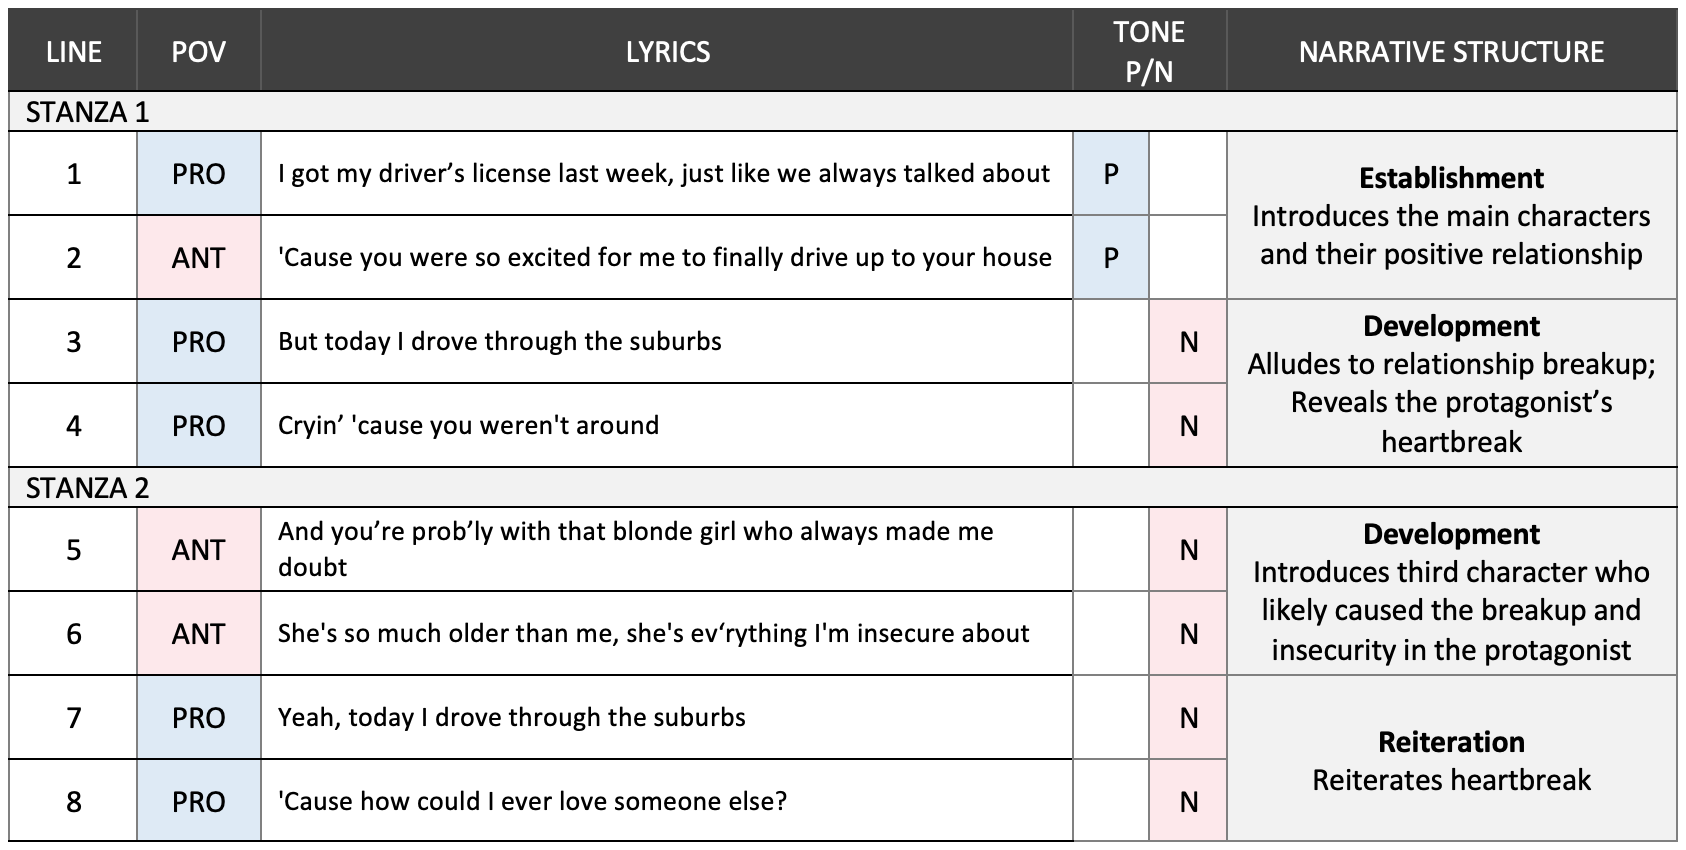 LINE POV LYRICS TONE P/N NARRATIVE STRUCTURE
STANZA 1
1 PRO I got my driver’s license last week, just like we always talked about P
2 ANT 'Cause you were so excited for me to finally drive up to your house P
Establishment
Introduces the main characters
and their positive relationship
3 PRO But today I drove through the suburbs N
4 PRO Cryin’ 'cause you weren't around N
Development
Alludes to relationship breakup;
Reveals the protagonist’s
heartbreak
STANZA 2
5 ANT And you’re prob’ly with that blonde girl who always made me
doubt N
6 ANT She's so much older than me, she's ev‘rything I'm insecure about N
Development
Introduces third character who
likely caused the breakup and
insecurity in the protagonist
7 PRO Yeah, today I drove through the suburbs N
8 PRO 'Cause how could I ever love someone else? N
Reiteration
Reiterates heartbreak